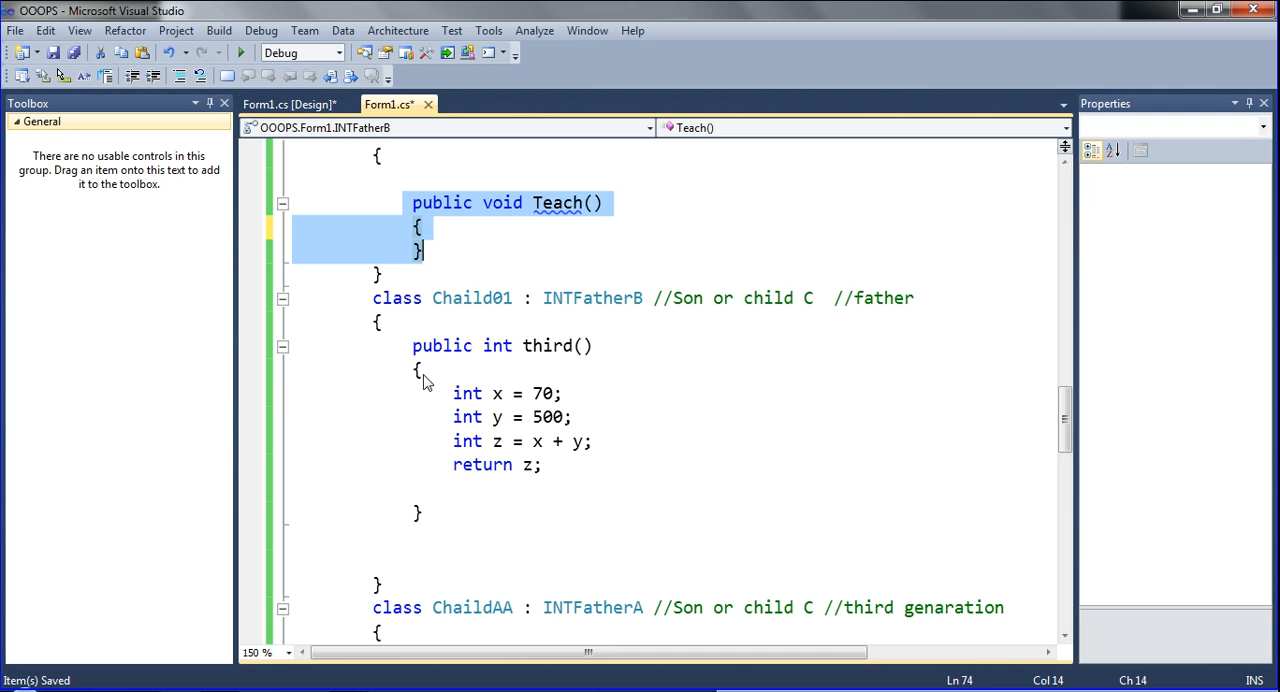 OOOPS - Microsoft Visual Studio
File Edit View Refactor Project Build Debug Team Data Architecture Test Tools Analyze Window Help
Debug
Toolbox
General
There are no usable controls in this
group. Drag an item onto this text to add
it to the toolbox.
Form1.cs [Design]* Form1.cs*
OOOPS.Form1.INTFatherB Teach()
{
public void Teach()
{
}
}
class Chaild01 : INTFatherB //Son or child C //father
{
public int third()
{
int x = 70;
int y = 500;
int z = x + y;
return z;
}
}
class ChaildAA : INTFatherA //Son or child C //third genaration
{
150 %
Properties
Item(s) Saved Ln 74 Col 14 Ch 14 INS